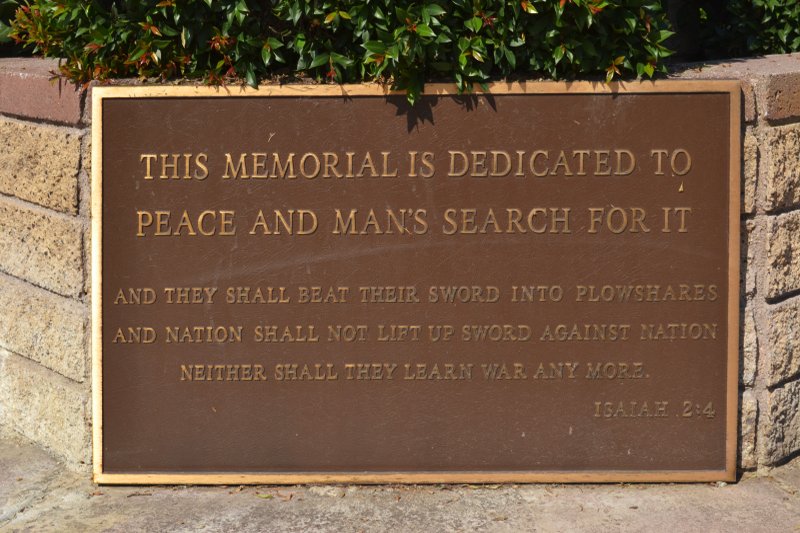 THIS MEMORIAL IS DEDICATED TO
PEACE AND MAN'S SEARCH FOR IT
AND THEY SHALL BEAT THEIR SWORD INTO PLOWSHARES
AND NATION SHALL NOT LIFT UP SWORD AGAINST NATION
NEITHER SHALL THEY LEARN WAR ANY MORE.
ISAIAH 2:4